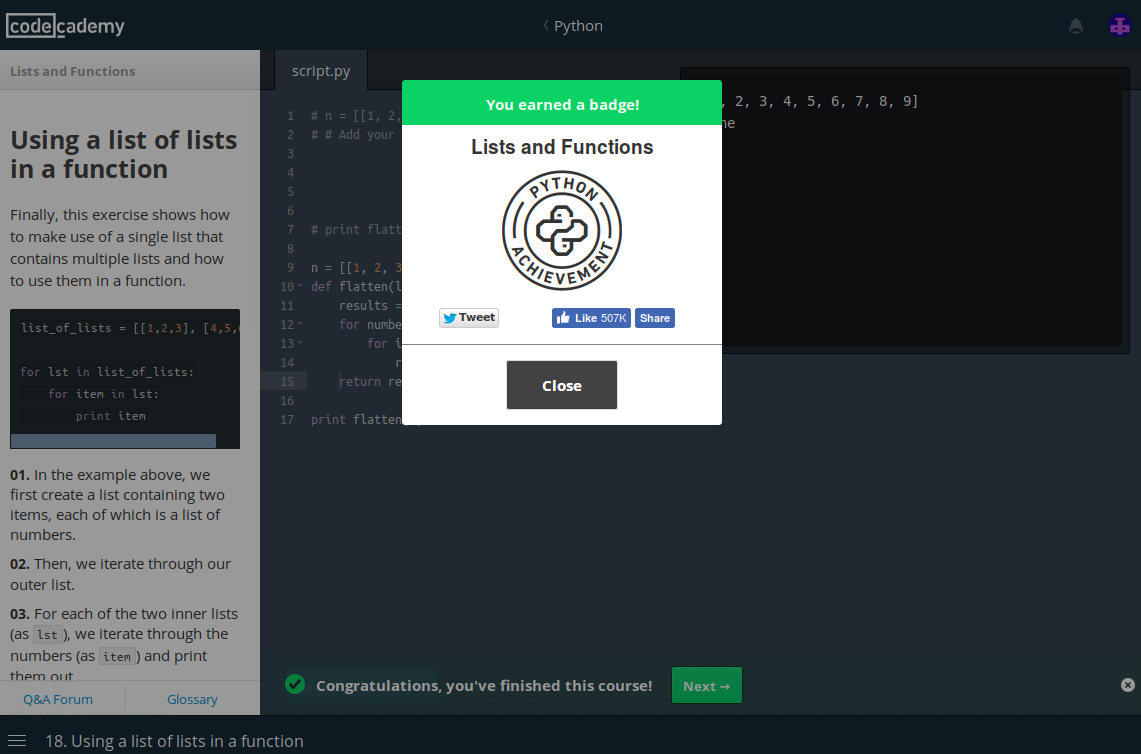 codecademy
Python
Lists and Functions
Using a list of lists
in a function
Finally, this exercise shows how
to make use of a single list that
contains multiple lists and how
to use them in a function.
list_of_lists = [[1,2,3], [4,5,
for lst in list_of_lists:
for item in lst:
print item
01. In the example above, we
first create a list containing two
items, each of which is a list of
numbers.
02. Then, we iterate through our
outer list.
03. For each of the two inner lists
(as lst), we iterate through the
numbers (as item) and print
them out.
Q&A Forum
Glossary
script.py
1 # n = [[1, 2,
2 # # Add your
3
4
5
6
7 # print flatt
8
9 n = [[1, 2, 3
10 def flatten(l
11 results =
12 for numbe
13 for i
14 r
15 return re
16
17 print flatten
, 2, 3, 4, 5, 6, 7, 8, 9]
ne
You earned a badge!
Lists and Functions
PYTHON
ACHIEVEMENT
Tweet
Like 507K
Share
Close
Congratulations, you've finished this course!
Next →
18. Using a list of lists in a function